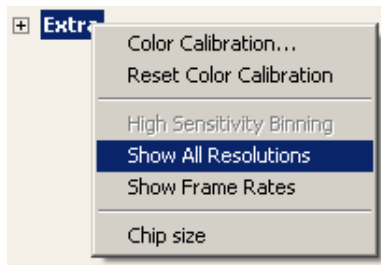 Extra
Color Calibration...
Reset Color Calibration
High Sensitivity Binning
Show All Resolutions
Show Frame Rates
Chip size